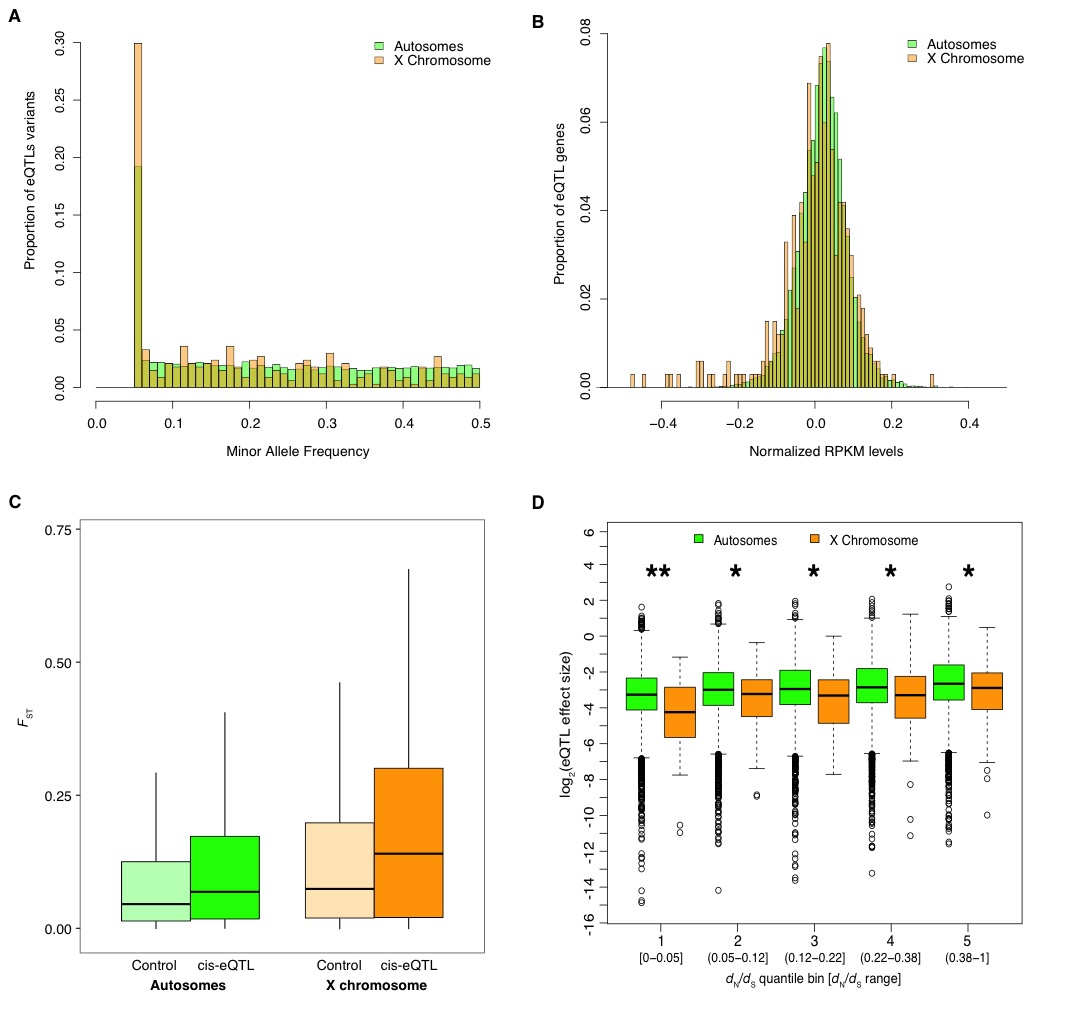 A
Autosomes
X Chromosome
Proportion of eQTLs variants
0.30
0.25
0.20
0.15
0.10
0.05
0.00
0.0 0.1 0.2 0.3 0.4 0.5
Minor Allele Frequency
B
Autosomes
X Chromosome
Proportion of eQTL genes
0.08
0.06
0.04
0.02
0.00
−0.4 −0.2 0.0 0.2 0.4
Normalized RPKM levels
C
FST
0.75
0.50
0.25
0.00
Control cis-eQTL Control cis-eQTL
Autosomes X chromosome
D
Autosomes X Chromosome
** * * * *
log2(eQTL effect size)
6
4
2
0
-2
-4
-6
-8
-10
-12
-14
-16
1 2 3 4 5
[0−0.05] (0.05−0.12] (0.12−0.22] (0.22−0.38] (0.38−1]
dN/dS quantile bin [dN/dS range]